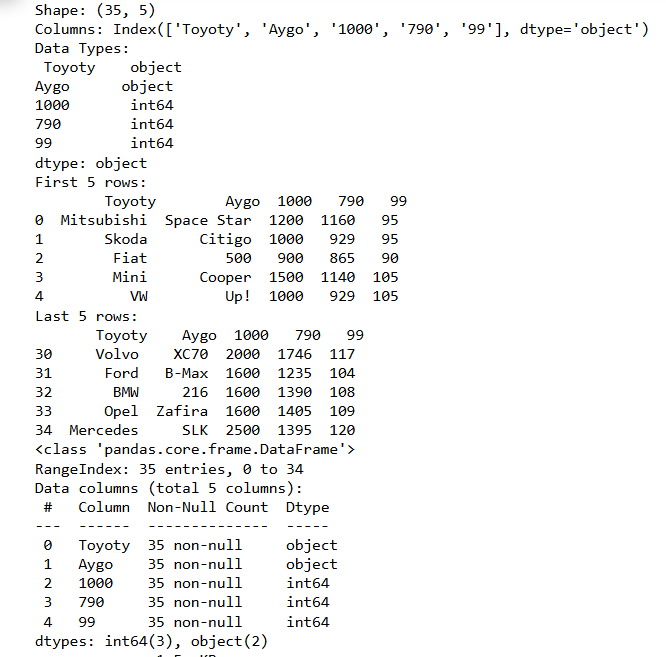 Shape: (35, 5)
Columns: Index(['Toyoty', 'Aygo', '1000', '790', '99'], dtype='object')
Data Types:
Toyoty object
Aygo object
1000 int64
790 int64
99 int64
dtype: object
First 5 rows:
Toyoty Aygo 1000 790 99
0 Mitsubishi Space Star 1200 1160 95
1 Skoda Citigo 1000 929 95
2 Fiat 500 900 865 90
3 Mini Cooper 1500 1140 105
4 VW Up! 1000 929 105
Last 5 rows:
Toyoty Aygo 1000 790 99
30 Volvo XC70 2000 1746 117
31 Ford B-Max 1600 1235 104
32 BMW 216 1600 1390 108
33 Opel Zafira 1600 1405 109
34 Mercedes SLK 2500 1395 120
<class 'pandas.core.frame.DataFrame'>
RangeIndex: 35 entries, 0 to 34
Data columns (total 5 columns):
# Column Non-Null Count Dtype
--- ------ -------------- -----
0 Toyoty 35 non-null object
1 Aygo 35 non-null object
2 1000 35 non-null int64
3 790 35 non-null int64
4 99 35 non-null int64
dtypes: int64(3), object(2)